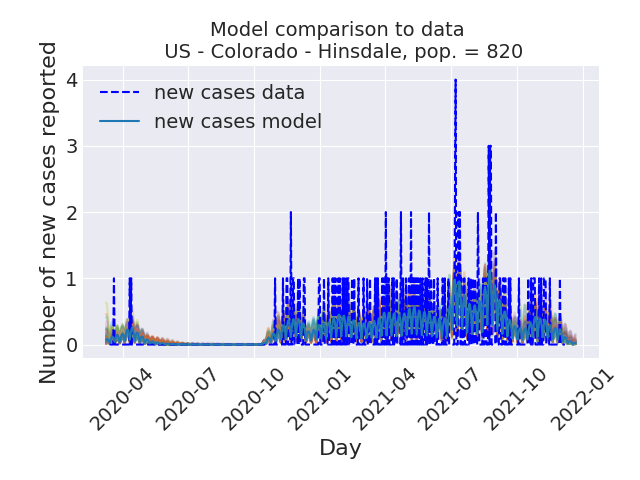 Model comparison to data
US - Colorado - Hinsdale, pop. = 820
Number of new cases reported
4
3
2
1
0
new cases data
new cases model
2020-04
2020-07
2020-10
2021-01
2021-04
2021-07
2021-10
2022-01
Day